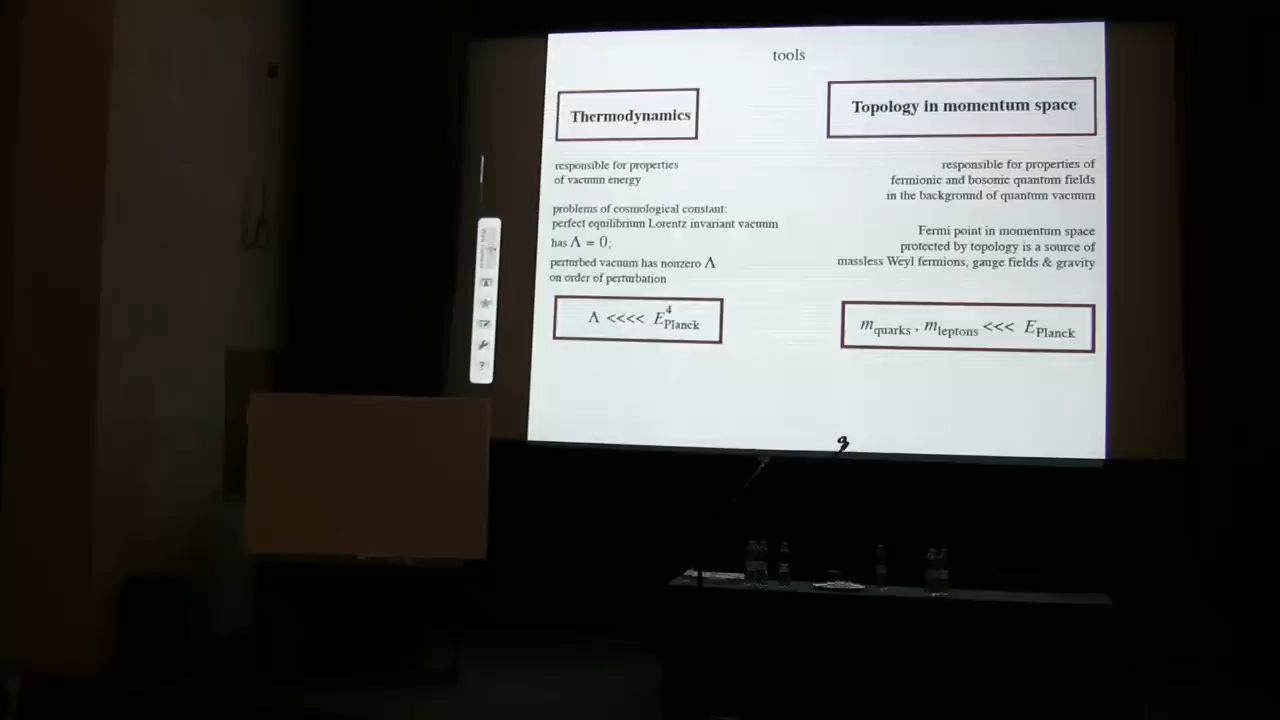 tools
Thermodynamics
responsible for properties
of vacuum energy
problems of cosmological constant:
perfect equilibrium Lorentz invariant vacuum
has Λ = 0;
perturbed vacuum has nonzero Λ
on order of perturbation
Λ <<<< E⁴Planck
Topology in momentum space
responsible for properties of
fermionic and bosonic quantum fields
in the background of quantum vacuum
Fermi point in momentum space
protected by topology is a source of
massless Weyl fermions, gauge fields & gravity
mquarks , mleptons <<< EPlanck
?
9